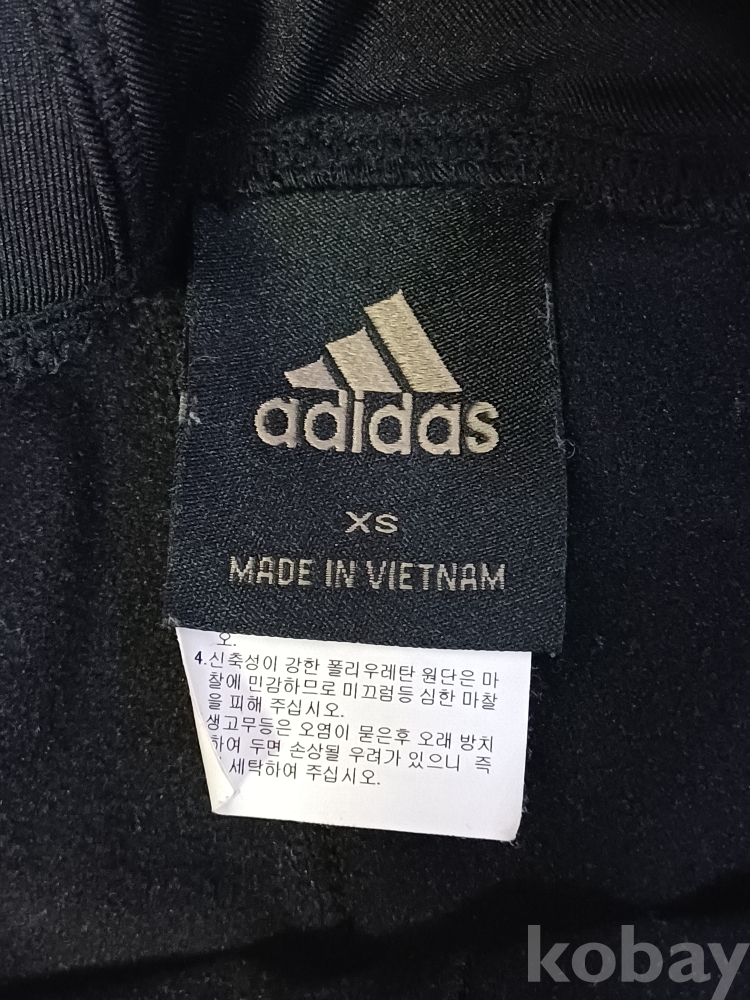 adidas
XS
MADE IN VIETNAM
오.
4.신축성이 강한 폴리우레탄 원단은 마
찰에 민감하므로 미끄럼등 심한 마찰
을 피해 주십시오.
생고무등은 오염이 묻은후 오래 방치
하여 두면 손상될 우려가 있으니 즉
세탁하여 주십시오.
kobay